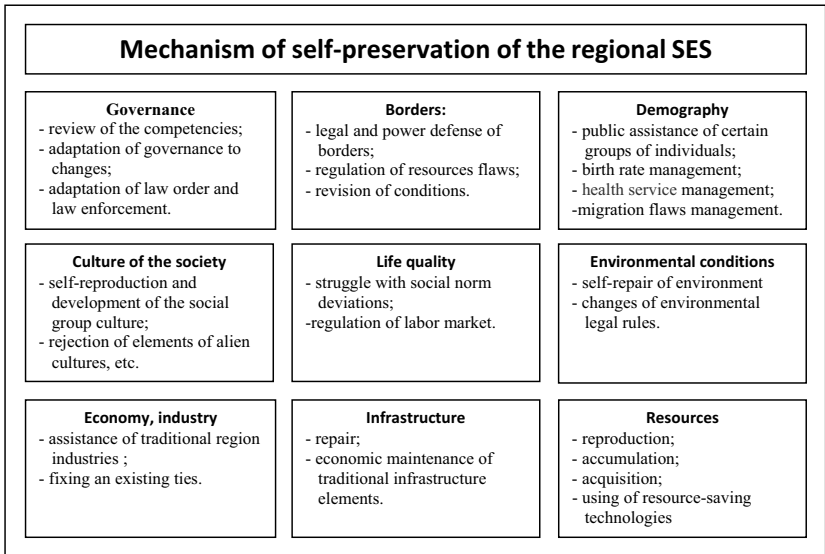 Mechanism of self-preservation of the regional SES
Governance
- review of the competencies;
- adaptation of governance to
changes;
- adaptation of law order and
law enforcement.
Borders:
- legal and power defense of
borders;
- regulation of resources flaws;
- revision of conditions.
Demography
- public assistance of certain
groups of individuals;
- birth rate management;
- health service management;
-migration flaws management.
Culture of the society
- self-reproduction and
development of the social
group culture;
- rejection of elements of alien
cultures, etc.
Life quality
- struggle with social norm
deviations;
-regulation of labor market.
Environmental conditions
- self-repair of environment
- changes of environmental
legal rules.
Economy, industry
- assistance of traditional region
industries ;
- fixing an existing ties.
Infrastructure
- repair;
- economic maintenance of
traditional infrastructure
elements.
Resources
- reproduction;
- accumulation;
- acquisition;
- using of resource-saving
technologies